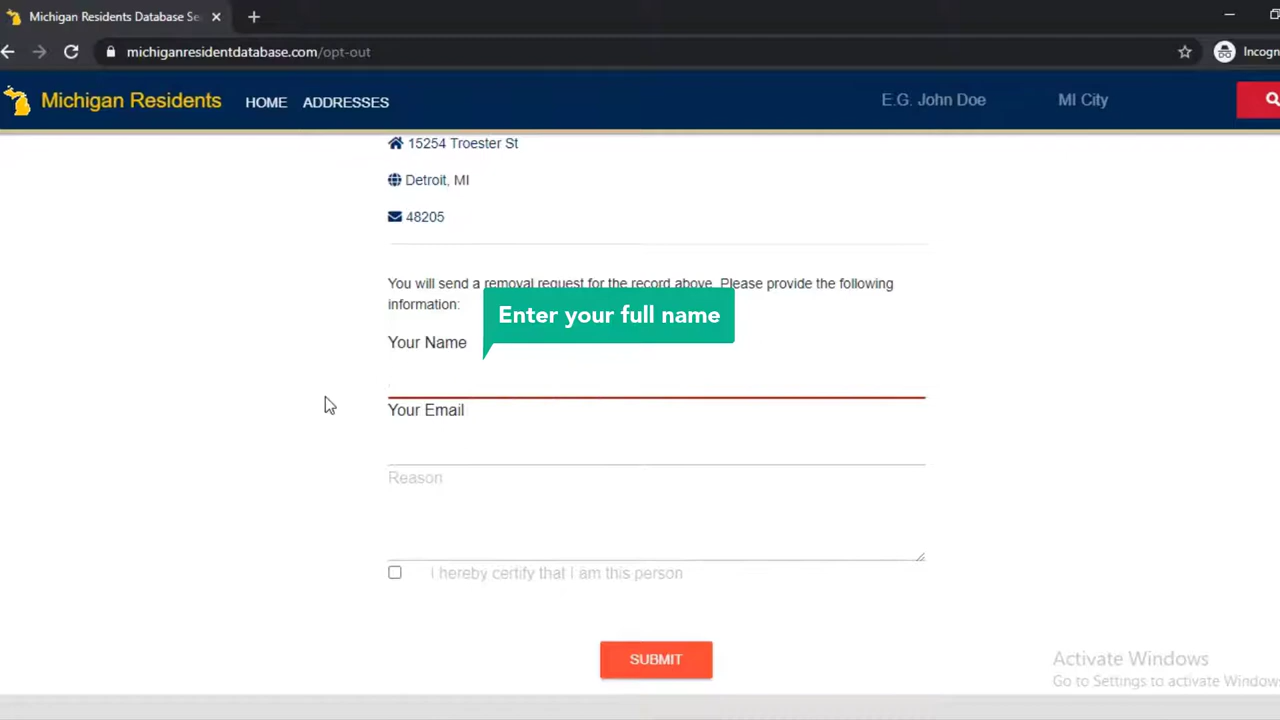 Michigan Residents Database Se
michiganresidentdatabase.com/opt-out
Incogn
Michigan Residents HOME ADDRESSES E.G. John Doe MI City
15254 Troester St
Detroit, MI
48205
You will send a removal request for the record above. Please provide the following
information:
Enter your full name
Your Name
Your Email
Reason
I hereby certify that I am this person
SUBMIT
Activate Windows
Go to Settings to activate Windows